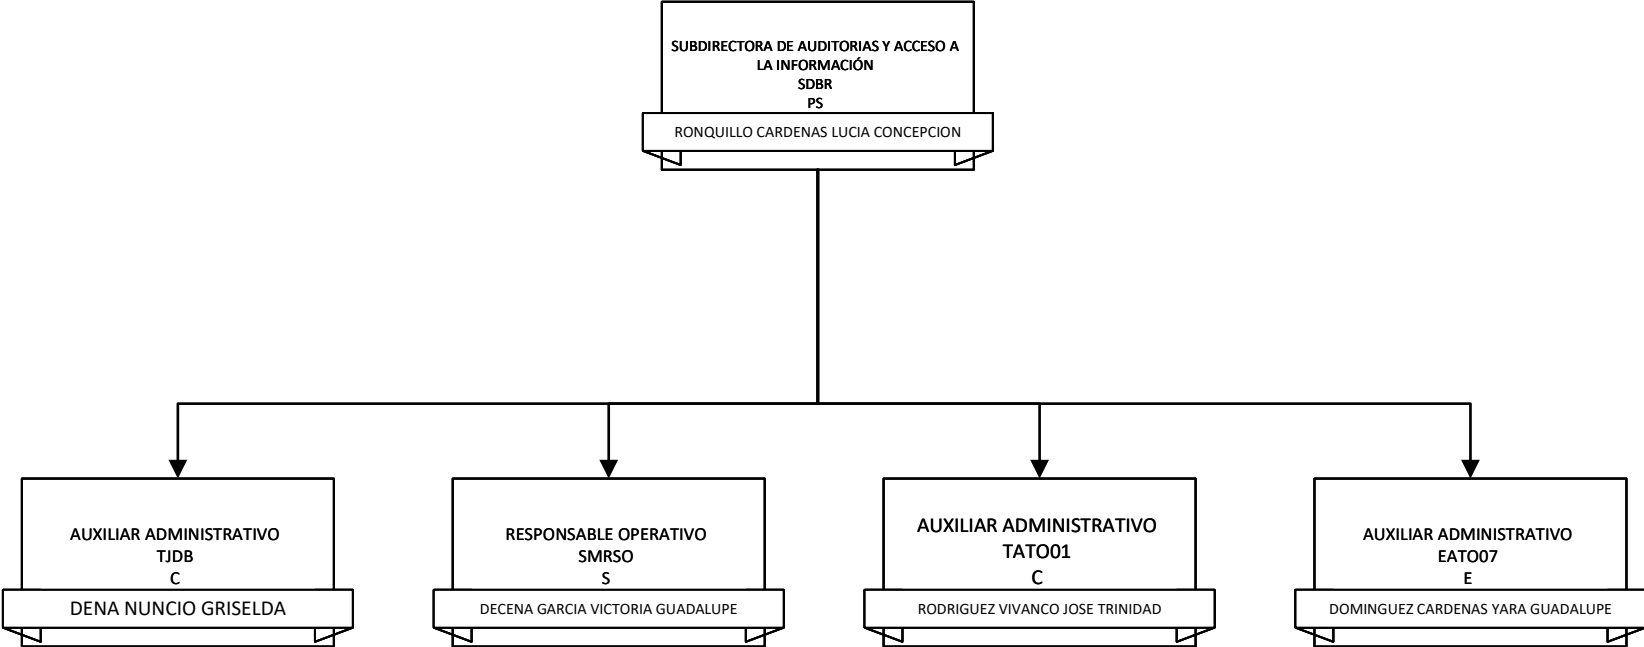 SUBDIRECTORA DE AUDITORIAS Y ACCESO A
LA INFORMACIÓN
SDBR
PS
RONQUILLO CARDENAS LUCIA CONCEPCION
AUXILIAR ADMINISTRATIVO
TJDB
C
DENA NUNCIO GRISELDA
RESPONSABLE OPERATIVO
SMRSO
S
DECENA GARCIA VICTORIA GUADALUPE
AUXILIAR ADMINISTRATIVO
TATO01
C
RODRIGUEZ VIVANCO JOSE TRINIDAD
AUXILIAR ADMINISTRATIVO
EATO07
E
DOMINGUEZ CARDENAS YARA GUADALUPE